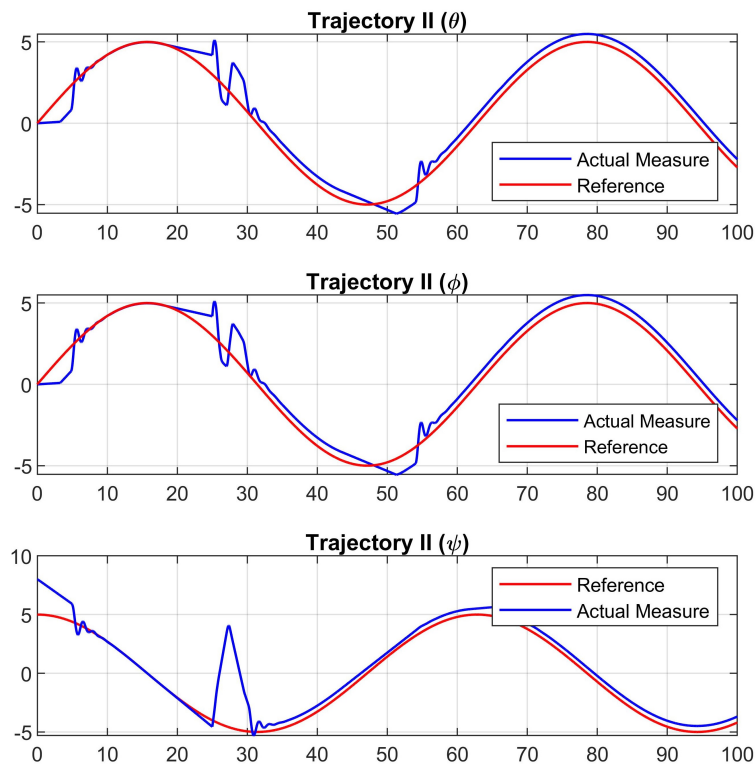 Trajectory II (θ)
5
0
-5
Actual Measure
Reference
0 10 20 30 40 50 60 70 80 90 100
Trajectory II (ϕ)
5
0
-5
Actual Measure
Reference
0 10 20 30 40 50 60 70 80 90 100
Trajectory II (ψ)
10
5
0
-5
Reference
Actual Measure
0 10 20 30 40 50 60 70 80 90 100